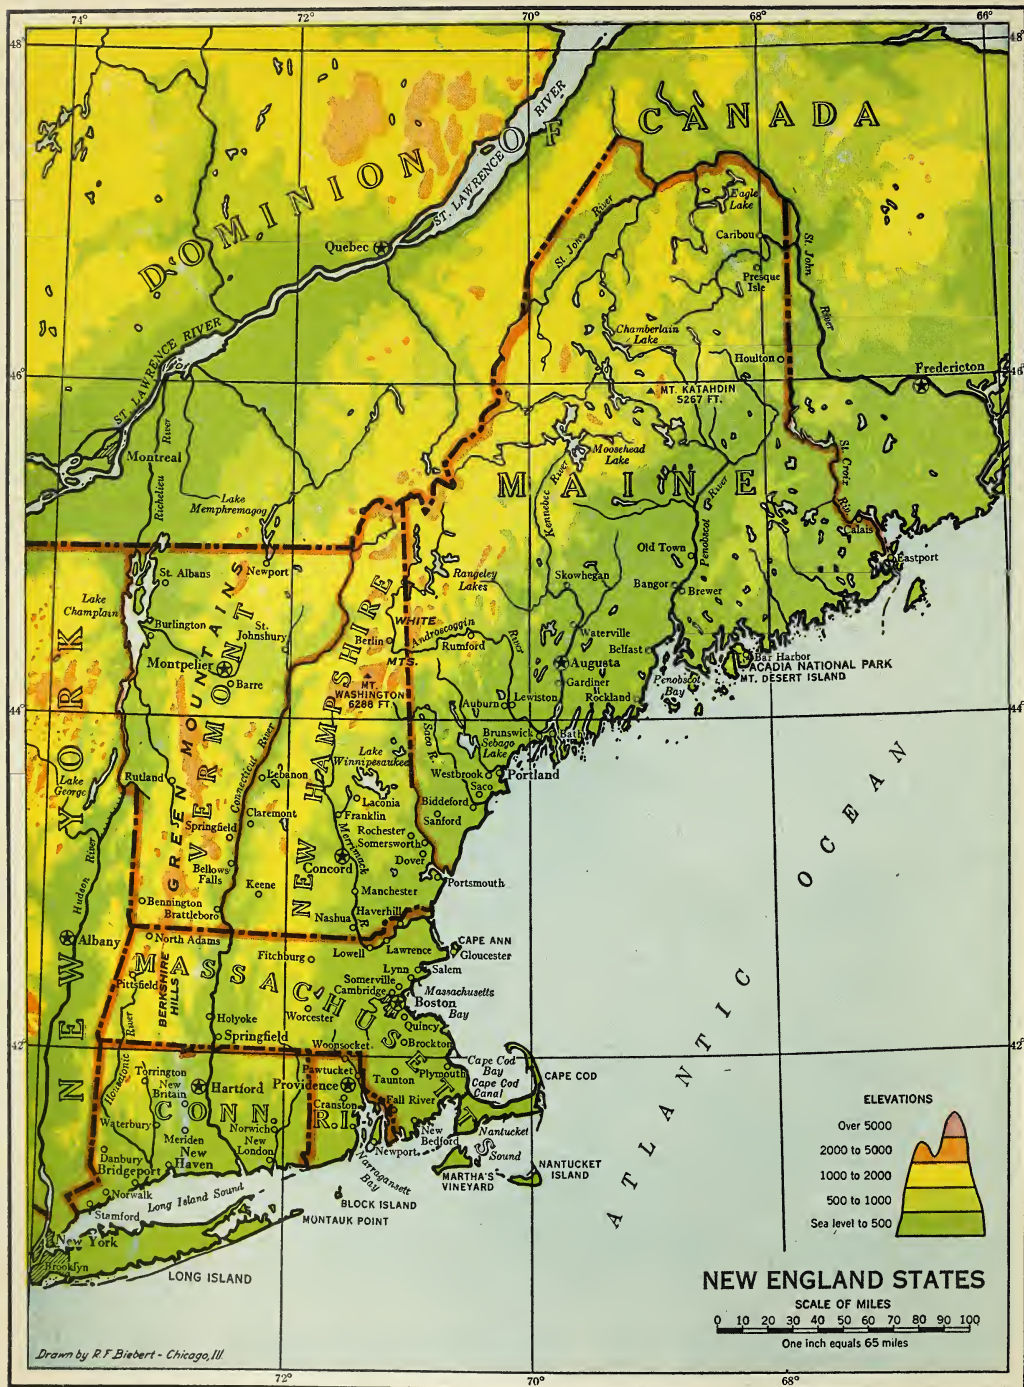 74°
72°
70°
68°
66°
48°
48°
DOMINION OF CANADA
ST. LAWRENCE RIVER
Quebec
ST. LAWRENCE RIVER
Eagle Lake
Caribou
Presque Isle
St. John River
St. John River
Chamberlain Lake
Houlton
Fredericton
46°
46°
MT. KATAHDIN
5267 FT.
Montreal
Richelieu River
Moosehead Lake
MAINE
Kennebec River
Penobscot River
St. Croix Riv.
Calais
Eastport
Lake Memphremagog
Newport
St. Albans
Lake Champlain
Burlington
St. Johnsbury
Montpelier
Barre
VERMONT
GREEN MOUNTAINS
Rangeley Lakes
WHITE MTS.
Androscoggin River
Berlin
Rumford
MT. WASHINGTON
6288 FT.
Skowhegan
Old Town
Bangor
Brewer
Waterville
Belfast
Augusta
Gardiner
Rockland
Penobscot Bay
Bar Harbor
ACADIA NATIONAL PARK
MT. DESERT ISLAND
Lewiston
Auburn
44°
44°
Brunswick
Bath
Sebago Lake
Saco R.
Westbrook
Portland
Saco
Biddeford
Sanford
NEW YORK
Lake George
Rutland
Hudson River
Connecticut River
Lebanon
Claremont
Springfield
Bellows Falls
Keene
Bennington
Brattleboro
NEW HAMPSHIRE
Lake Winnipesaukee
Laconia
Franklin
Merrimack R.
Rochester
Somersworth
Dover
Concord
Portsmouth
Manchester
Nashua
Haverhill
Albany
North Adams
Lowell
Lawrence
CAPE ANN
Gloucester
Fitchburg
MASSACHUSETTS
BERKSHIRE HILLS
Pittsfield
Lynn
Salem
Somerville
Cambridge
Massachusetts Bay
Boston
Worcester
Quincy
Holyoke
Springfield
Brockton
42°
42°
Woonsocket
Housatonic River
Torrington
New Britain
Hartford
Pawtucket
Providence
Taunton
Plymouth
Cape Cod Bay
Cape Cod Canal
CAPE COD
Cranston
Fall River
CONN.
R.I.
Waterbury
Norwich
Meriden
New London
New Haven
Danbury
Bridgeport
Norwalk
Stamford
New Bedford
Newport
Narragansett Bay
Nantucket Sound
NANTUCKET ISLAND
MARTHA'S VINEYARD
BLOCK ISLAND
MONTAUK POINT
Long Island Sound
New York
Brooklyn
LONG ISLAND
ATLANTIC OCEAN
ELEVATIONS
Over 5000
2000 to 5000
1000 to 2000
500 to 1000
Sea level to 500
NEW ENGLAND STATES
SCALE OF MILES
0 10 20 30 40 50 60 70 80 90 100
One inch equals 65 miles
Drawn by R.F. Biebert - Chicago, Ill.
72°
70°
68°